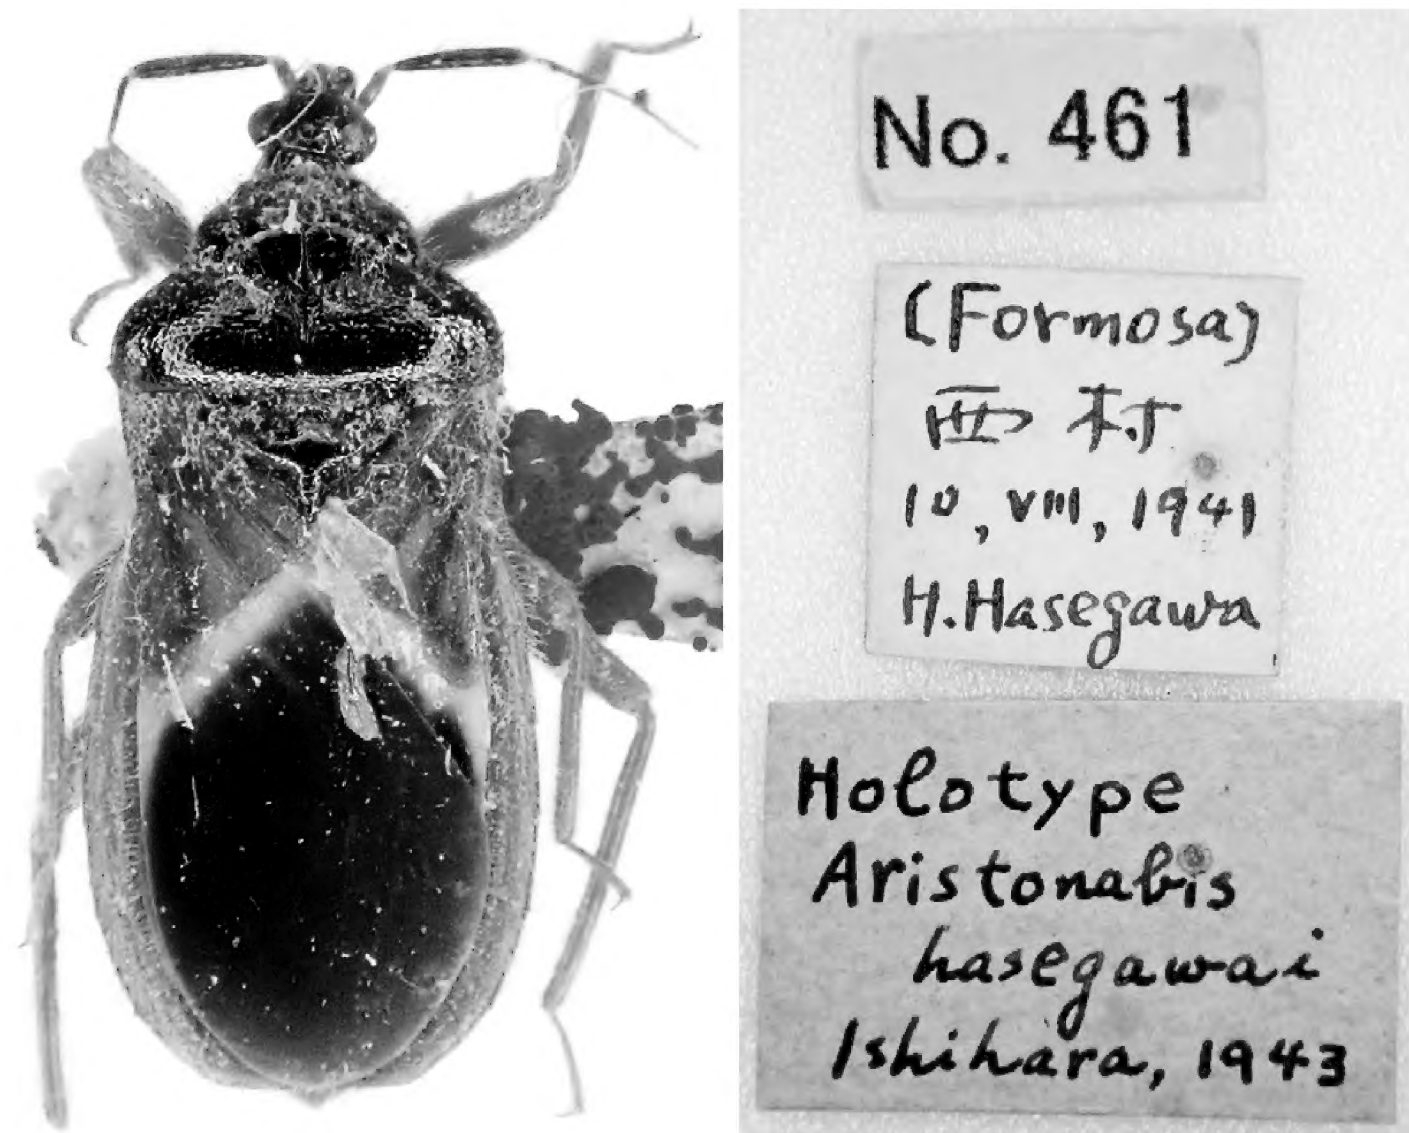 No. 461
(Formosa)
西村
10, VIII, 1941
H.Hasegawa
Holotype
Aristonabis
hasegawai
Ishihara, 1943